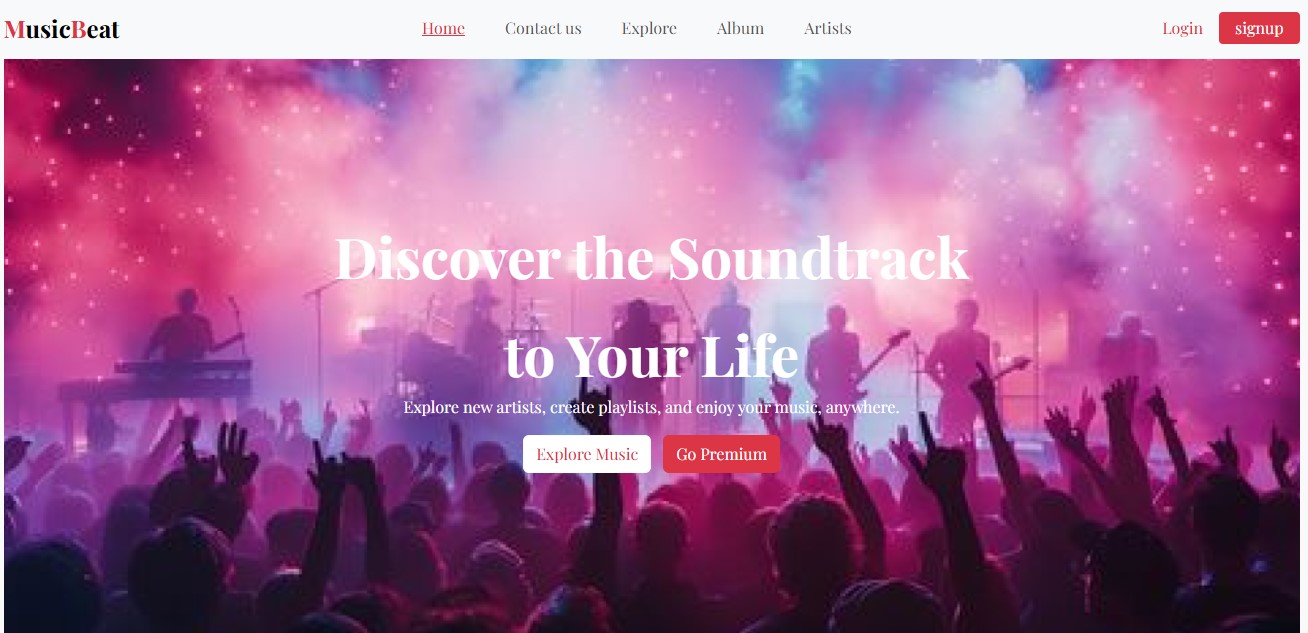 MusicBeat Home Contact us Explore Album Artists Login signup
Discover the Soundtrack
to Your Life
Explore new artists, create playlists, and enjoy your music, anywhere.
Explore Music Go Premium